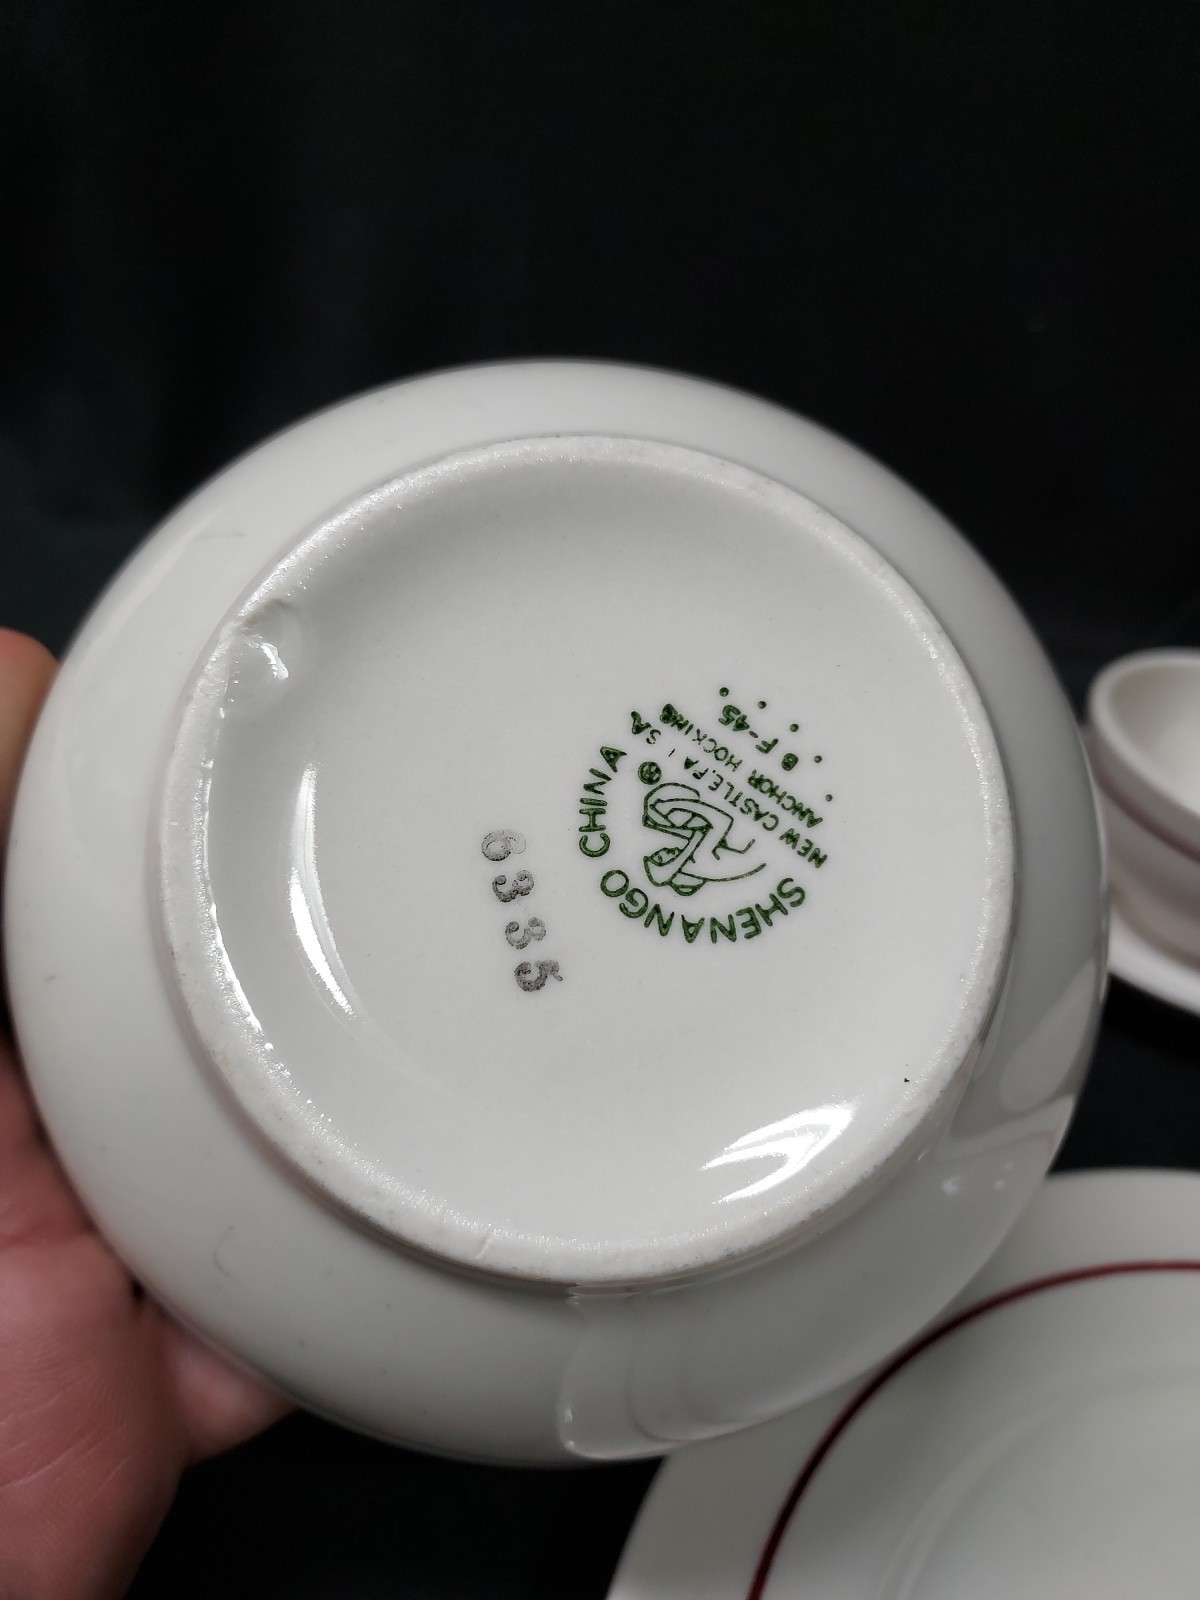 SHENANGO CHINA
®
NEW CASTLE, PA. USA
ANCHOR HOCKING
8 F-45
6335